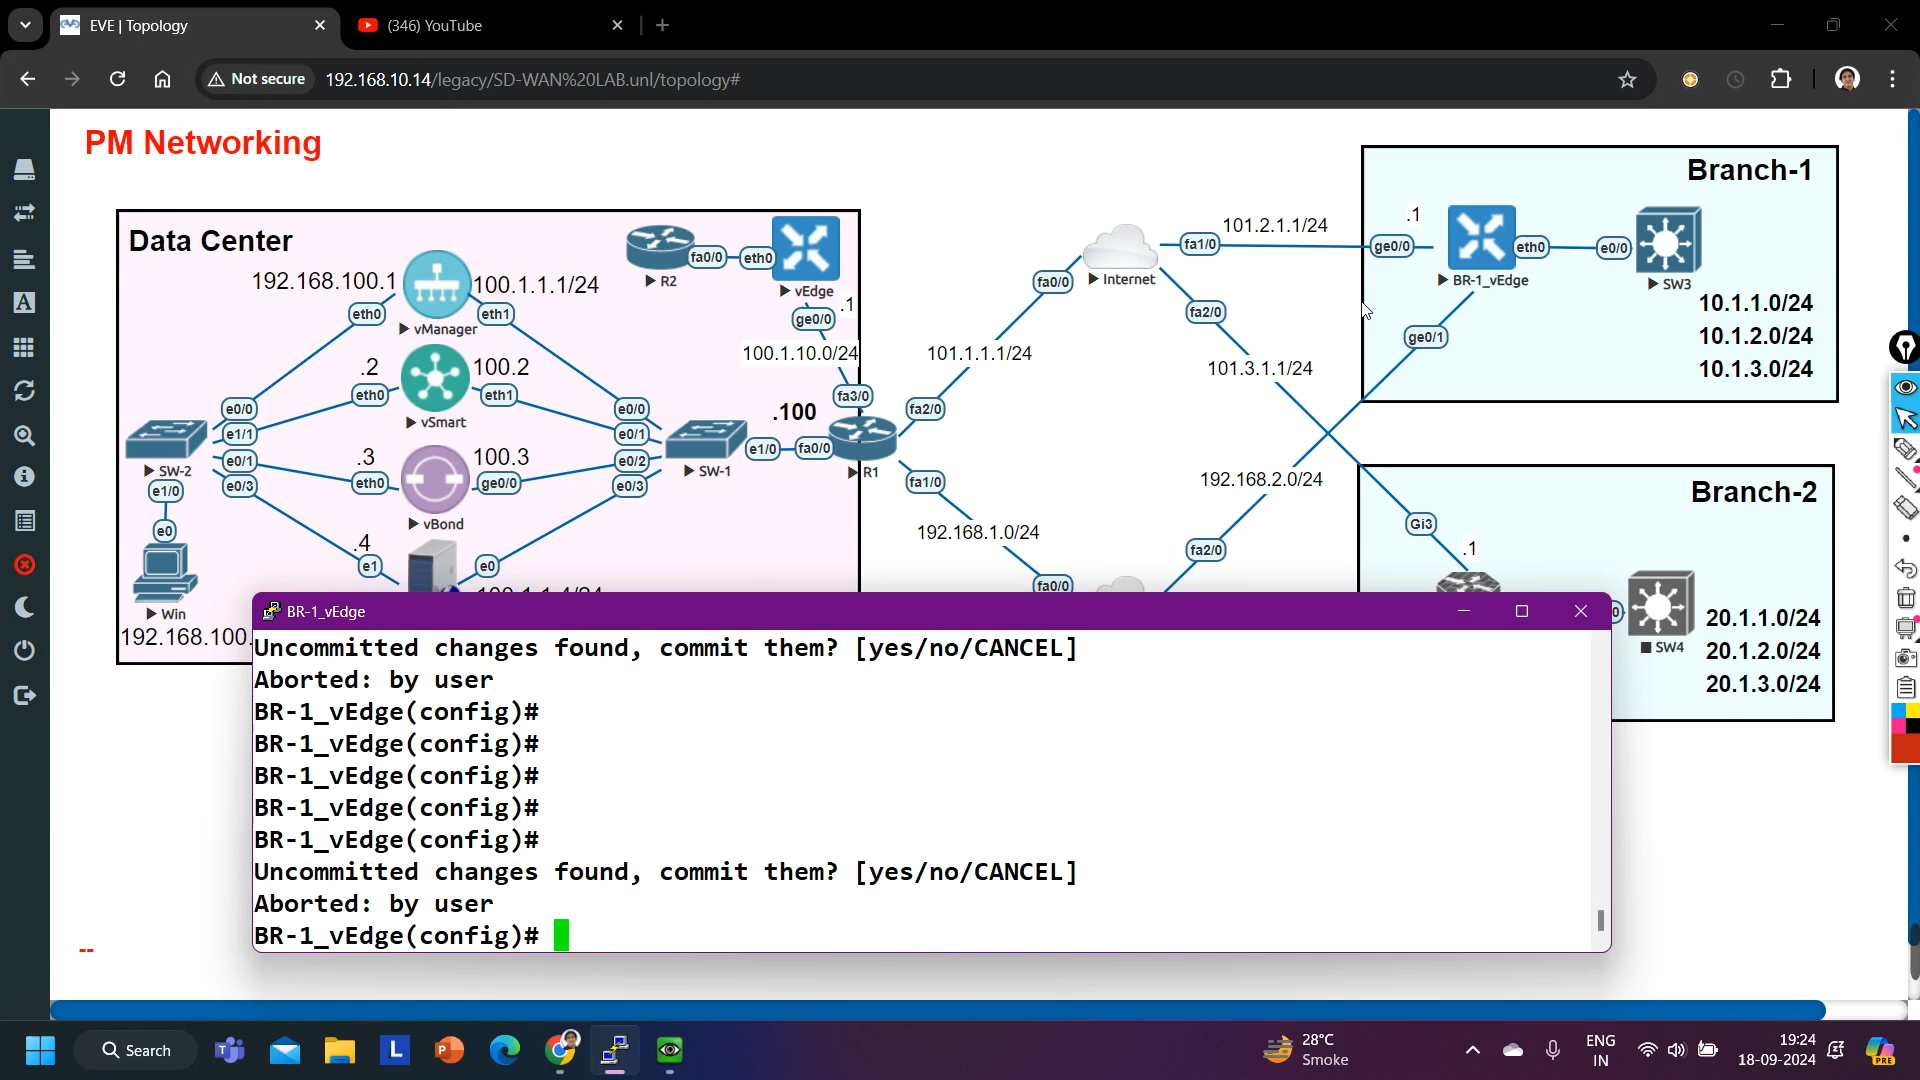 EVE | Topology
(346) YouTube
Not secure
192.168.10.14/legacy/SD-WAN%20LAB.unl/topology#
PM Networking
Data Center
192.168.100.1
100.1.1.1/24
eth0
eth1
vManager
R2
fa0/0
eth0
vEdge
.1
ge0/0
100.1.10.0/24
fa3/0
.2
100.2
eth0
eth1
vSmart
e0/0
e1/1
e0/1
e0/3
SW-2
e1/0
e0
Win
192.168.100.
.3
100.3
eth0
ge0/0
vBond
.4
e1
e0
e0/0
e0/1
e0/2
e0/3
SW-1
.100
e1/0
fa0/0
R1
fa2/0
fa1/0
101.1.1.1/24
192.168.1.0/24
fa0/0
Internet
fa1/0
fa2/0
101.2.1.1/24
101.3.1.1/24
192.168.2.0/24
fa2/0
fa0/0
Branch-1
.1
ge0/0
BR-1_vEdge
eth0
e0/0
SW3
ge0/1
10.1.1.0/24
10.1.2.0/24
10.1.3.0/24
Branch-2
Gi3
.1
SW4
20.1.1.0/24
20.1.2.0/24
20.1.3.0/24
BR-1_vEdge
Uncommitted changes found, commit them? [yes/no/CANCEL]
Aborted: by user
BR-1_vEdge(config)#
BR-1_vEdge(config)#
BR-1_vEdge(config)#
BR-1_vEdge(config)#
BR-1_vEdge(config)#
Uncommitted changes found, commit them? [yes/no/CANCEL]
Aborted: by user
BR-1_vEdge(config)#
--
Search
28°C
Smoke
ENG
IN
19:24
18-09-2024
PRE